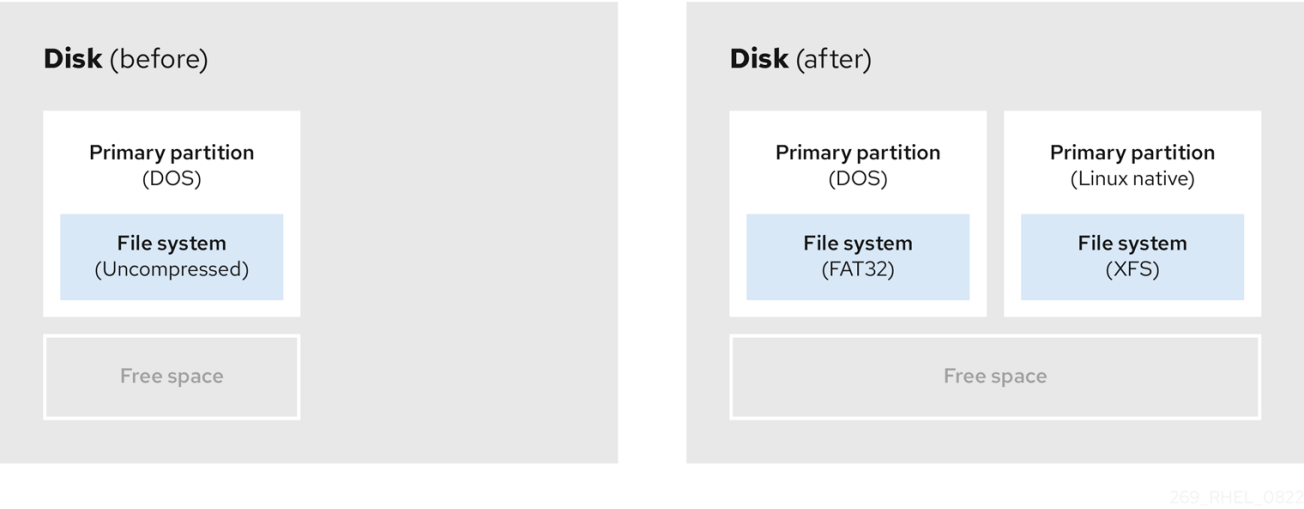 Disk (before)
Primary partition
(DOS)
File system
(Uncompressed)
Free space
Disk (after)
Primary partition
(DOS)
File system
(FAT32)
Primary partition
(Linux native)
File system
(XFS)
Free space
269_RHEL_0822